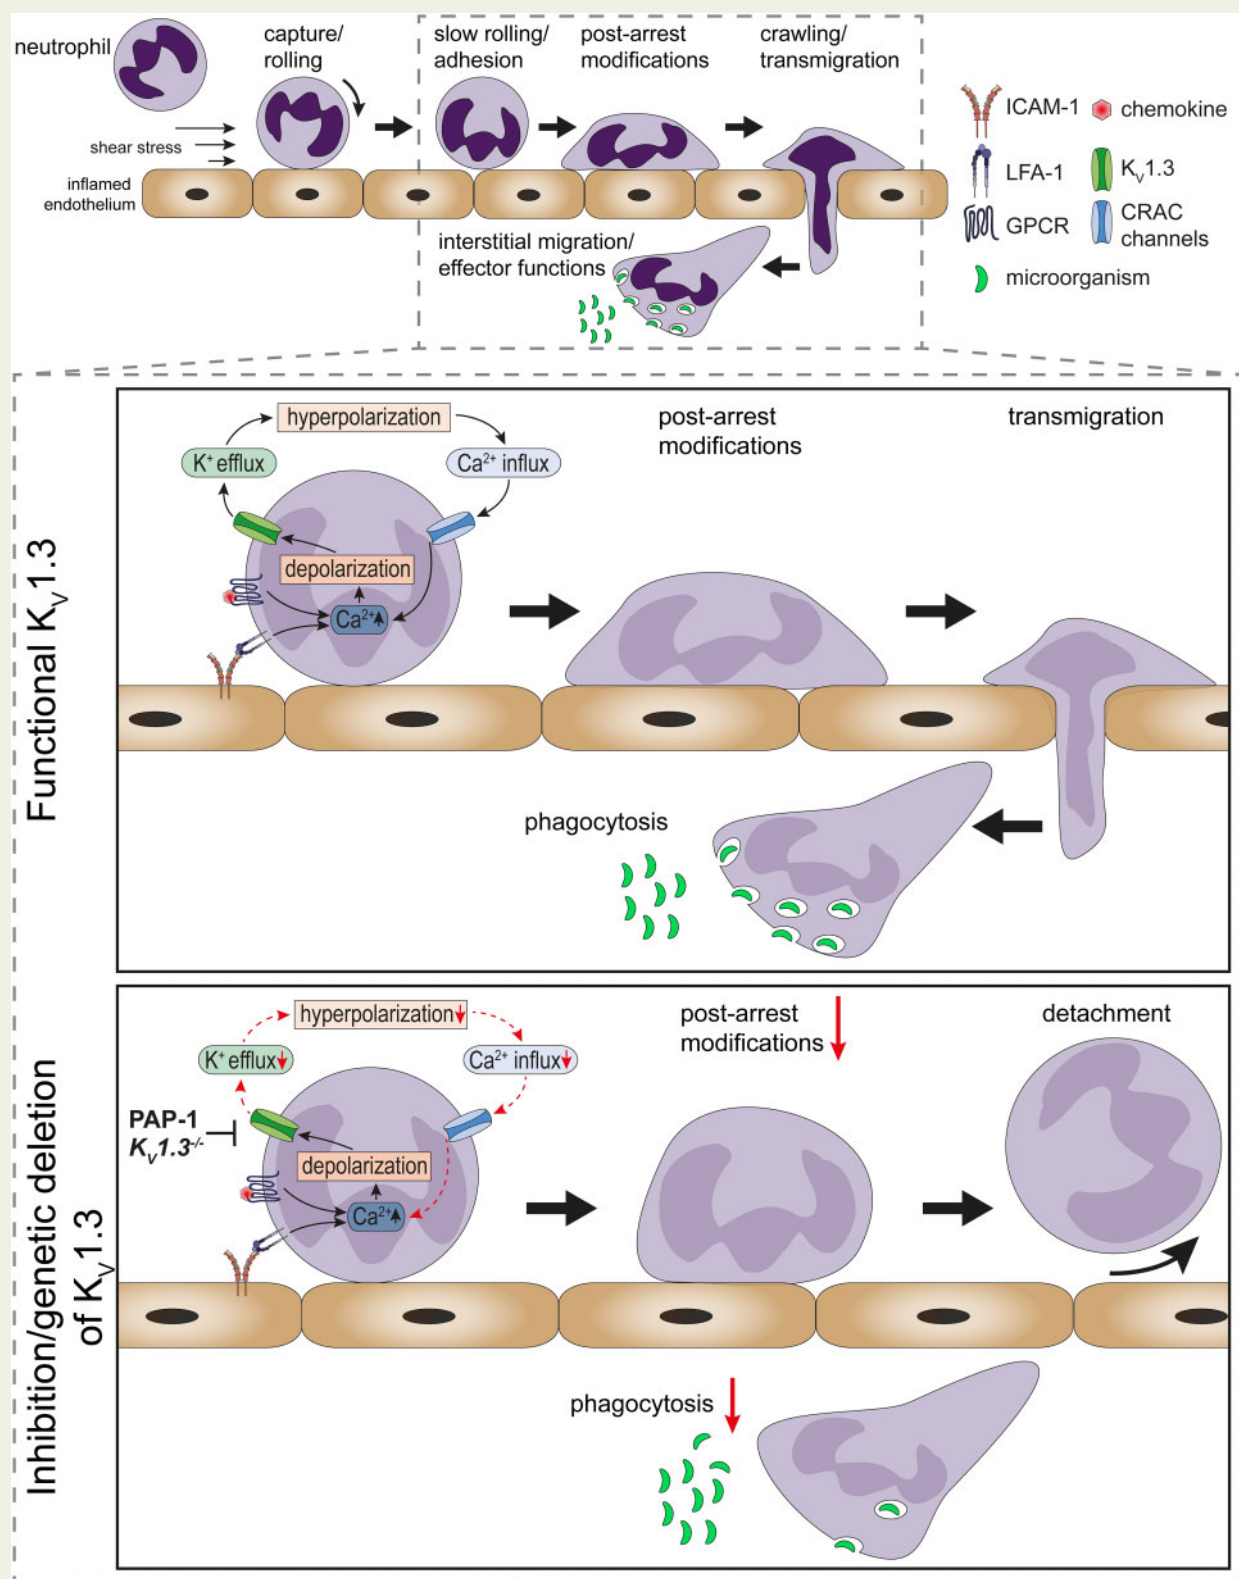 neutrophil
capture/
rolling
slow rolling/
adhesion
post-arrest
modifications
crawling/
transmigration
shear stress
inflamed
endothelium
interstitial migration/
effector functions
ICAM-1
chemokine
LFA-1
KV1.3
GPCR
CRAC
channels
microorganism
Functional KV1.3
hyperpolarization
K+ efflux
Ca2+ influx
depolarization
Ca2+
post-arrest
modifications
transmigration
phagocytosis
Inhibition/genetic deletion
of KV1.3
hyperpolarization
K+ efflux
Ca2+ influx
PAP-1
KV1.3-/-
depolarization
Ca2+
post-arrest
modifications
detachment
phagocytosis